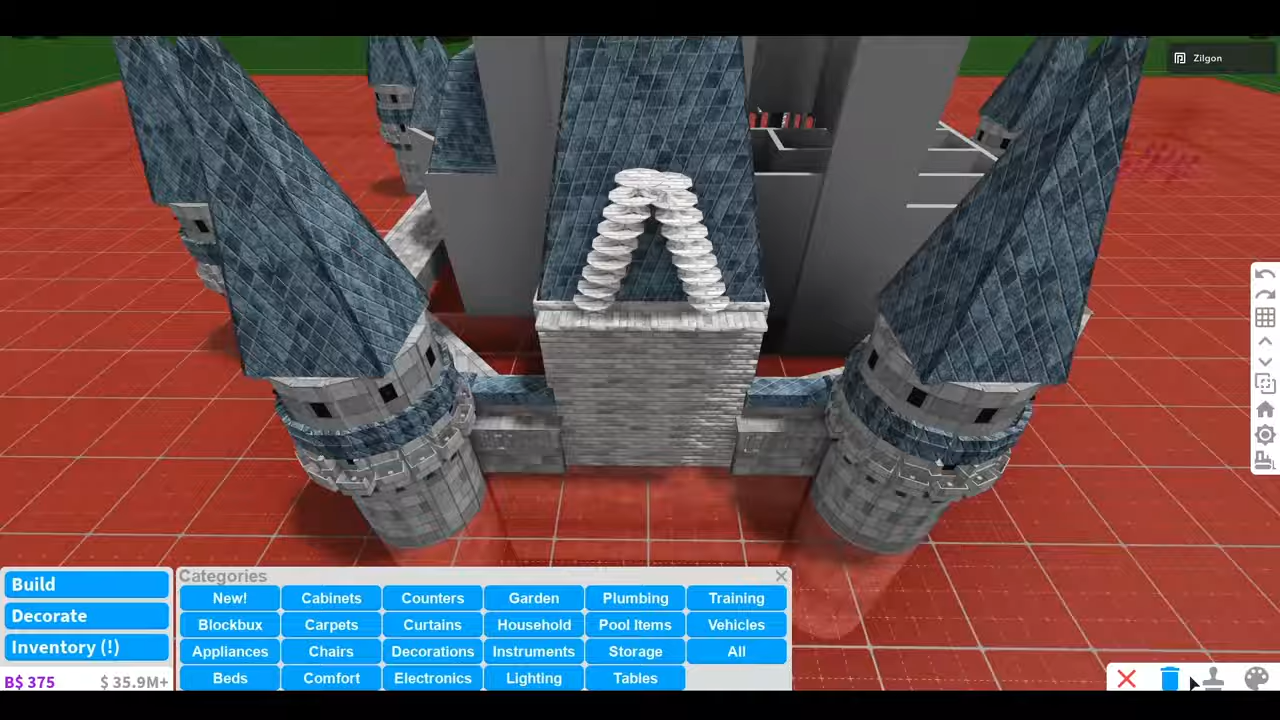 Zilgon
Build
Decorate
Inventory (!)
B$ 375 $ 35.9M+
Categories
New! Cabinets Counters Garden Plumbing Training
Blockbux Carpets Curtains Household Pool Items Vehicles
Appliances Chairs Decorations Instruments Storage All
Beds Comfort Electronics Lighting Tables